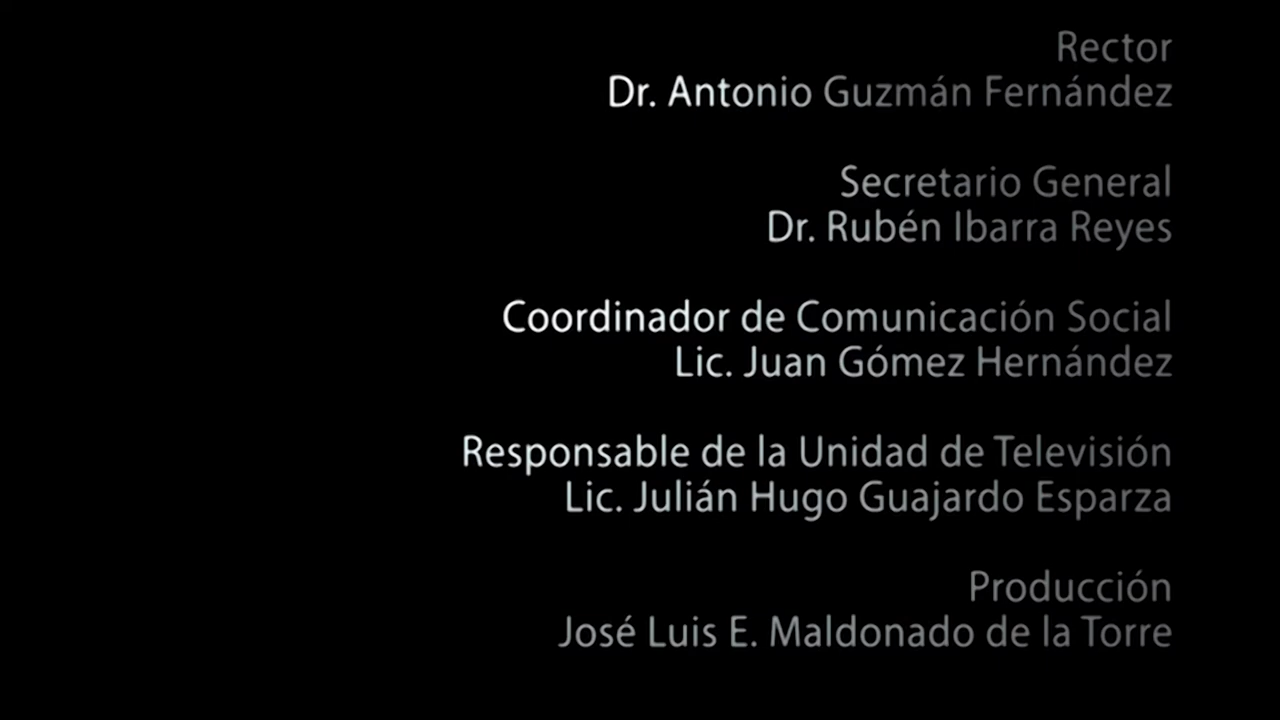 Rector
Dr. Antonio Guzmán Fernández
Secretario General
Dr. Rubén Ibarra Reyes
Coordinador de Comunicación Social
Lic. Juan Gómez Hernández
Responsable de la Unidad de Televisión
Lic. Julián Hugo Guajardo Esparza
Producción
José Luis E. Maldonado de la Torre